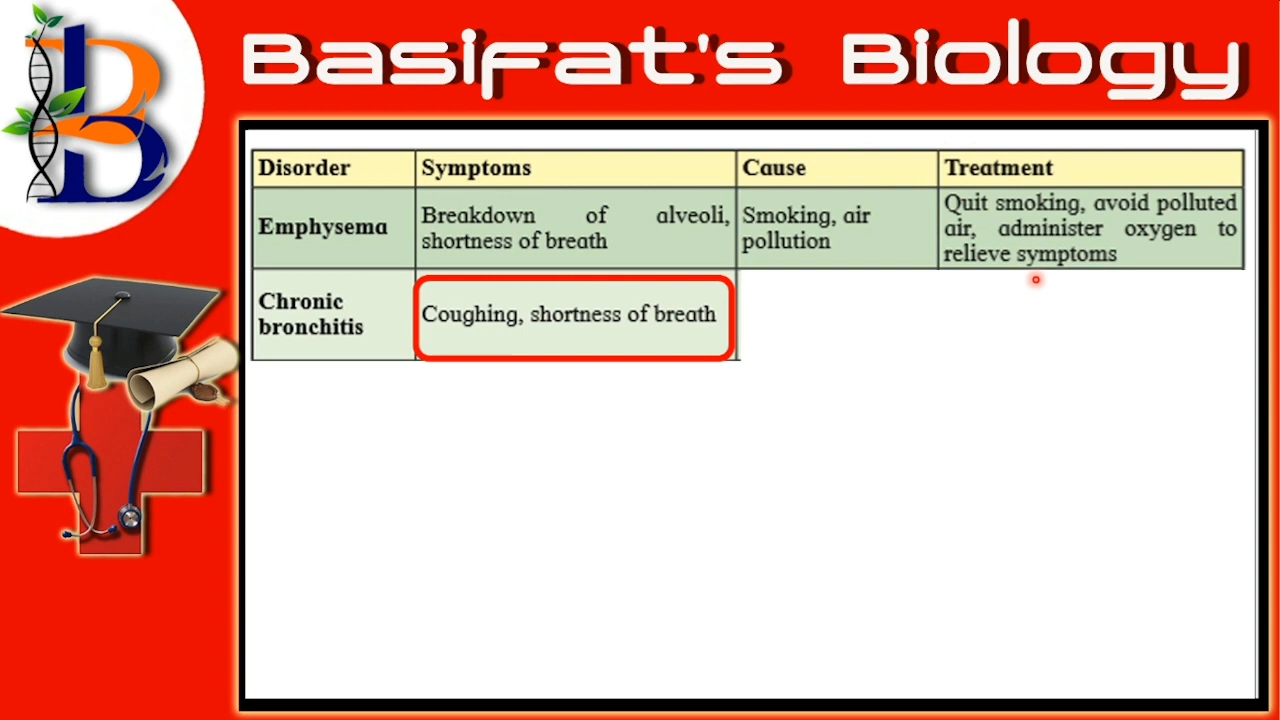 Basifat's Biology
Disorder Symptoms Cause Treatment
Emphysema
Breakdown of alveoli,
shortness of breath
Smoking, air
pollution
Quit smoking, avoid polluted
air, administer oxygen to
relieve symptoms
Chronic
bronchitis
Coughing, shortness of breath